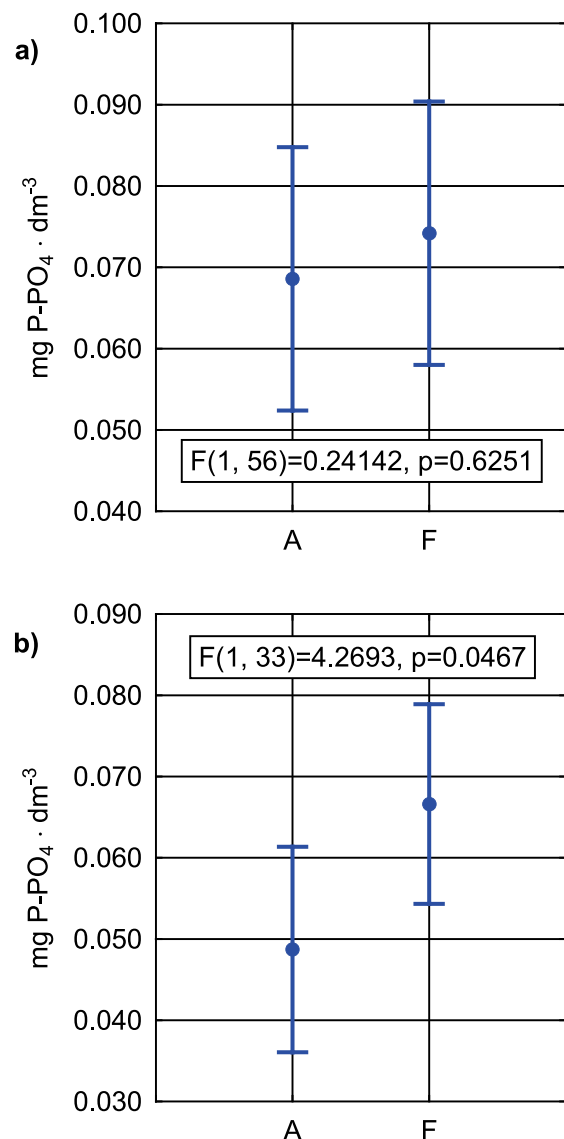 a)
mg P-PO₄ · dm⁻³
0.100
0.090
0.080
0.070
0.060
0.050
0.040
F(1, 56)=0.24142, p=0.6251
A F
b)
mg P-PO₄ · dm⁻³
0.090
0.080
0.070
0.060
0.050
0.040
0.030
F(1, 33)=4.2693, p=0.0467
A F